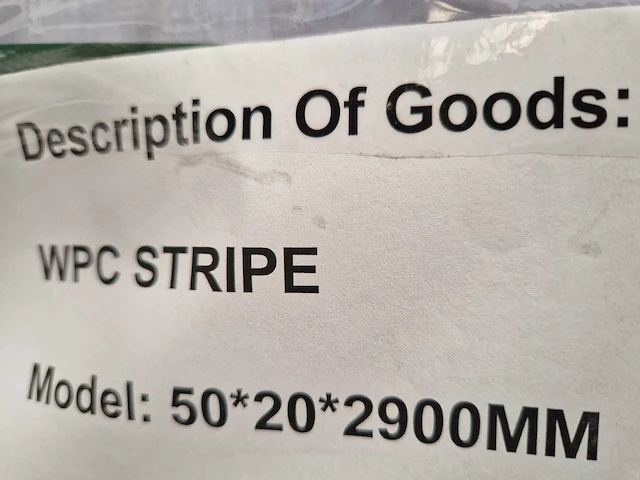 Description Of Goods:
WPC STRIPE
Model: 50*20*2900MM